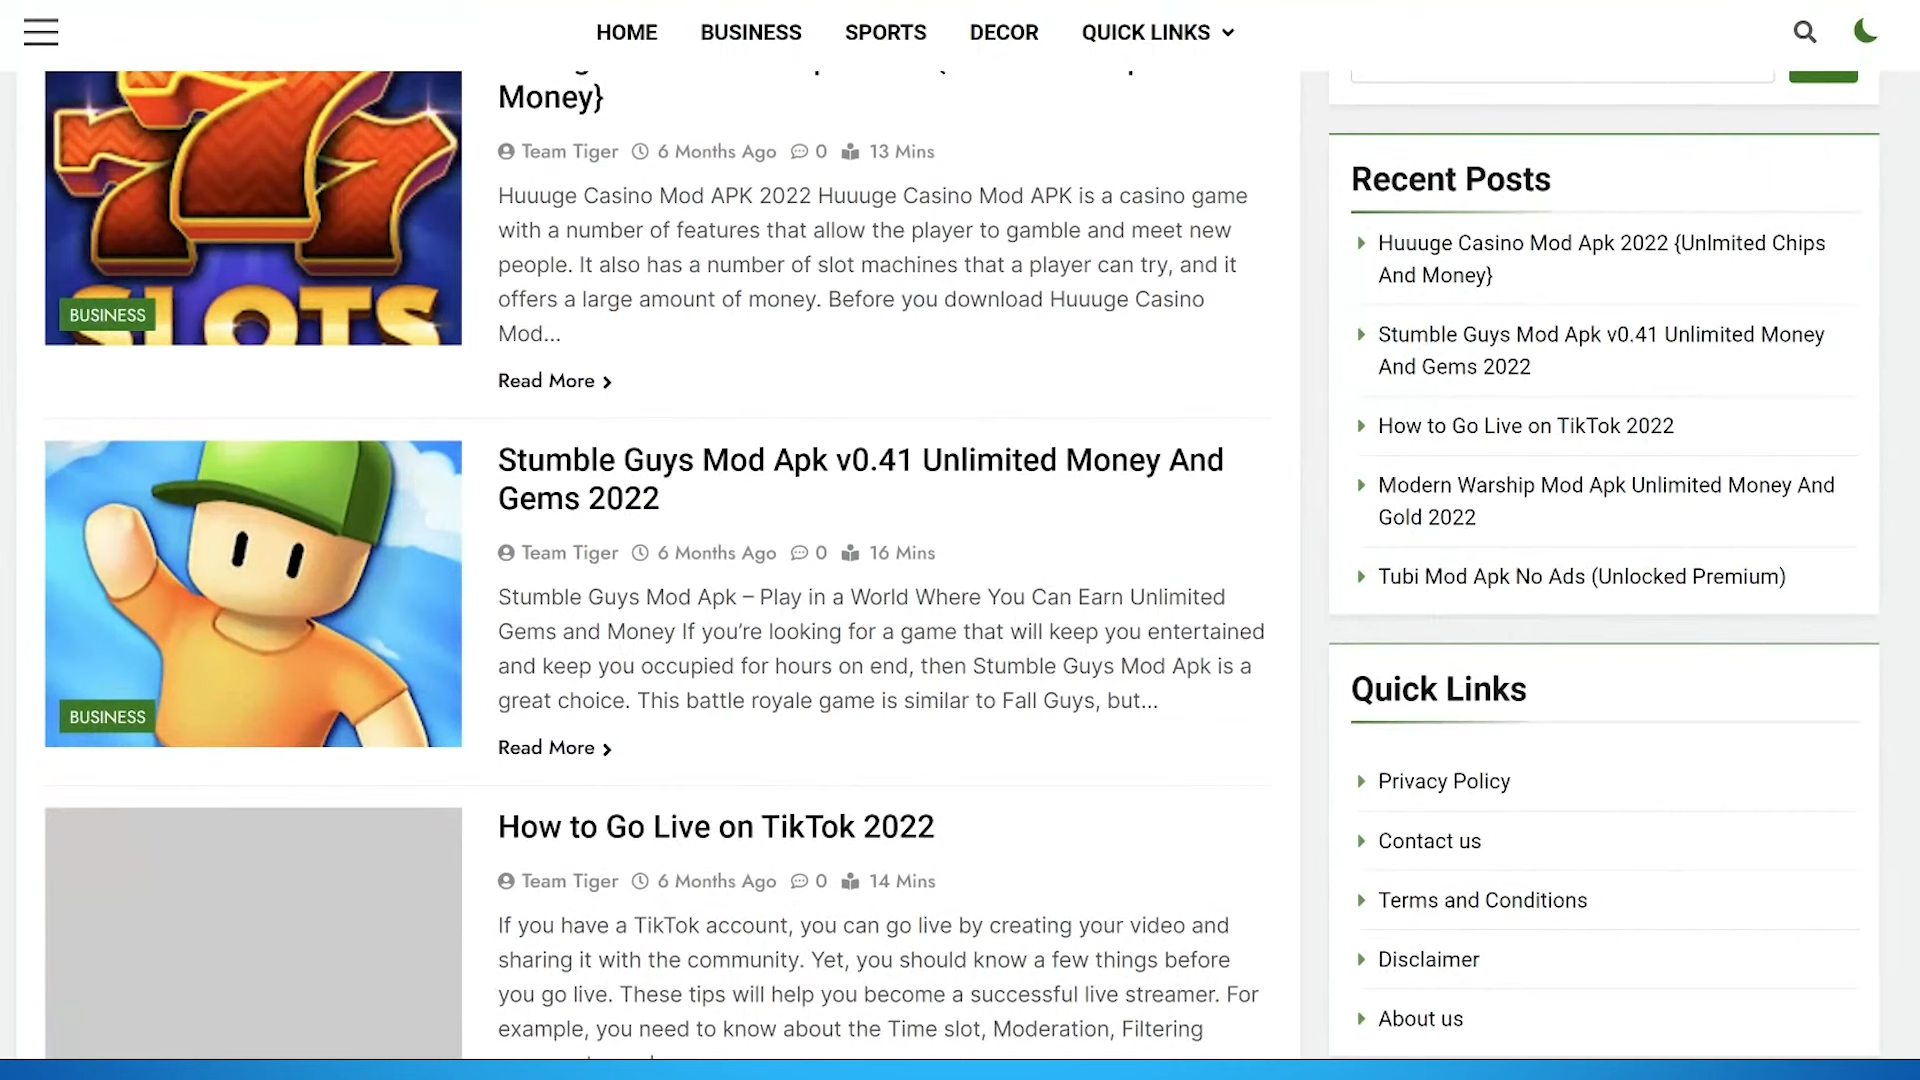 HOME BUSINESS SPORTS DECOR QUICK LINKS
Money}
Team Tiger 6 Months Ago 0 13 Mins
Huuuge Casino Mod APK 2022 Huuuge Casino Mod APK is a casino game
with a number of features that allow the player to gamble and meet new
people. It also has a number of slot machines that a player can try, and it
offers a large amount of money. Before you download Huuuge Casino
Mod...
Read More
777
SLOTS
BUSINESS
Stumble Guys Mod Apk v0.41 Unlimited Money And
Gems 2022
Team Tiger 6 Months Ago 0 16 Mins
Stumble Guys Mod Apk – Play in a World Where You Can Earn Unlimited
Gems and Money If you’re looking for a game that will keep you entertained
and keep you occupied for hours on end, then Stumble Guys Mod Apk is a
great choice. This battle royale game is similar to Fall Guys, but...
Read More
BUSINESS
How to Go Live on TikTok 2022
Team Tiger 6 Months Ago 0 14 Mins
If you have a TikTok account, you can go live by creating your video and
sharing it with the community. Yet, you should know a few things before
you go live. These tips will help you become a successful live streamer. For
example, you need to know about the Time slot, Moderation, Filtering
Recent Posts
Huuuge Casino Mod Apk 2022 {Unlmited Chips
And Money}
Stumble Guys Mod Apk v0.41 Unlimited Money
And Gems 2022
How to Go Live on TikTok 2022
Modern Warship Mod Apk Unlimited Money And
Gold 2022
Tubi Mod Apk No Ads (Unlocked Premium)
Quick Links
Privacy Policy
Contact us
Terms and Conditions
Disclaimer
About us